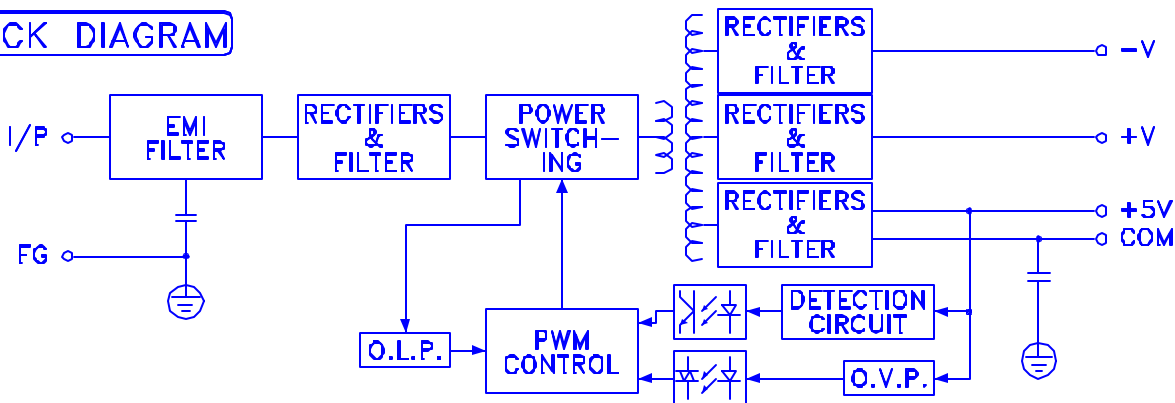 CK DIAGRAM
I/P
EMI
FILTER
RECTIFIERS
&
FILTER
POWER
SWITCH-
ING
RECTIFIERS
&
FILTER
-V
RECTIFIERS
&
FILTER
+V
RECTIFIERS
&
FILTER
+5V
COM
FG
DETECTION
CIRCUIT
O.L.P.
PWM
CONTROL
O.V.P.